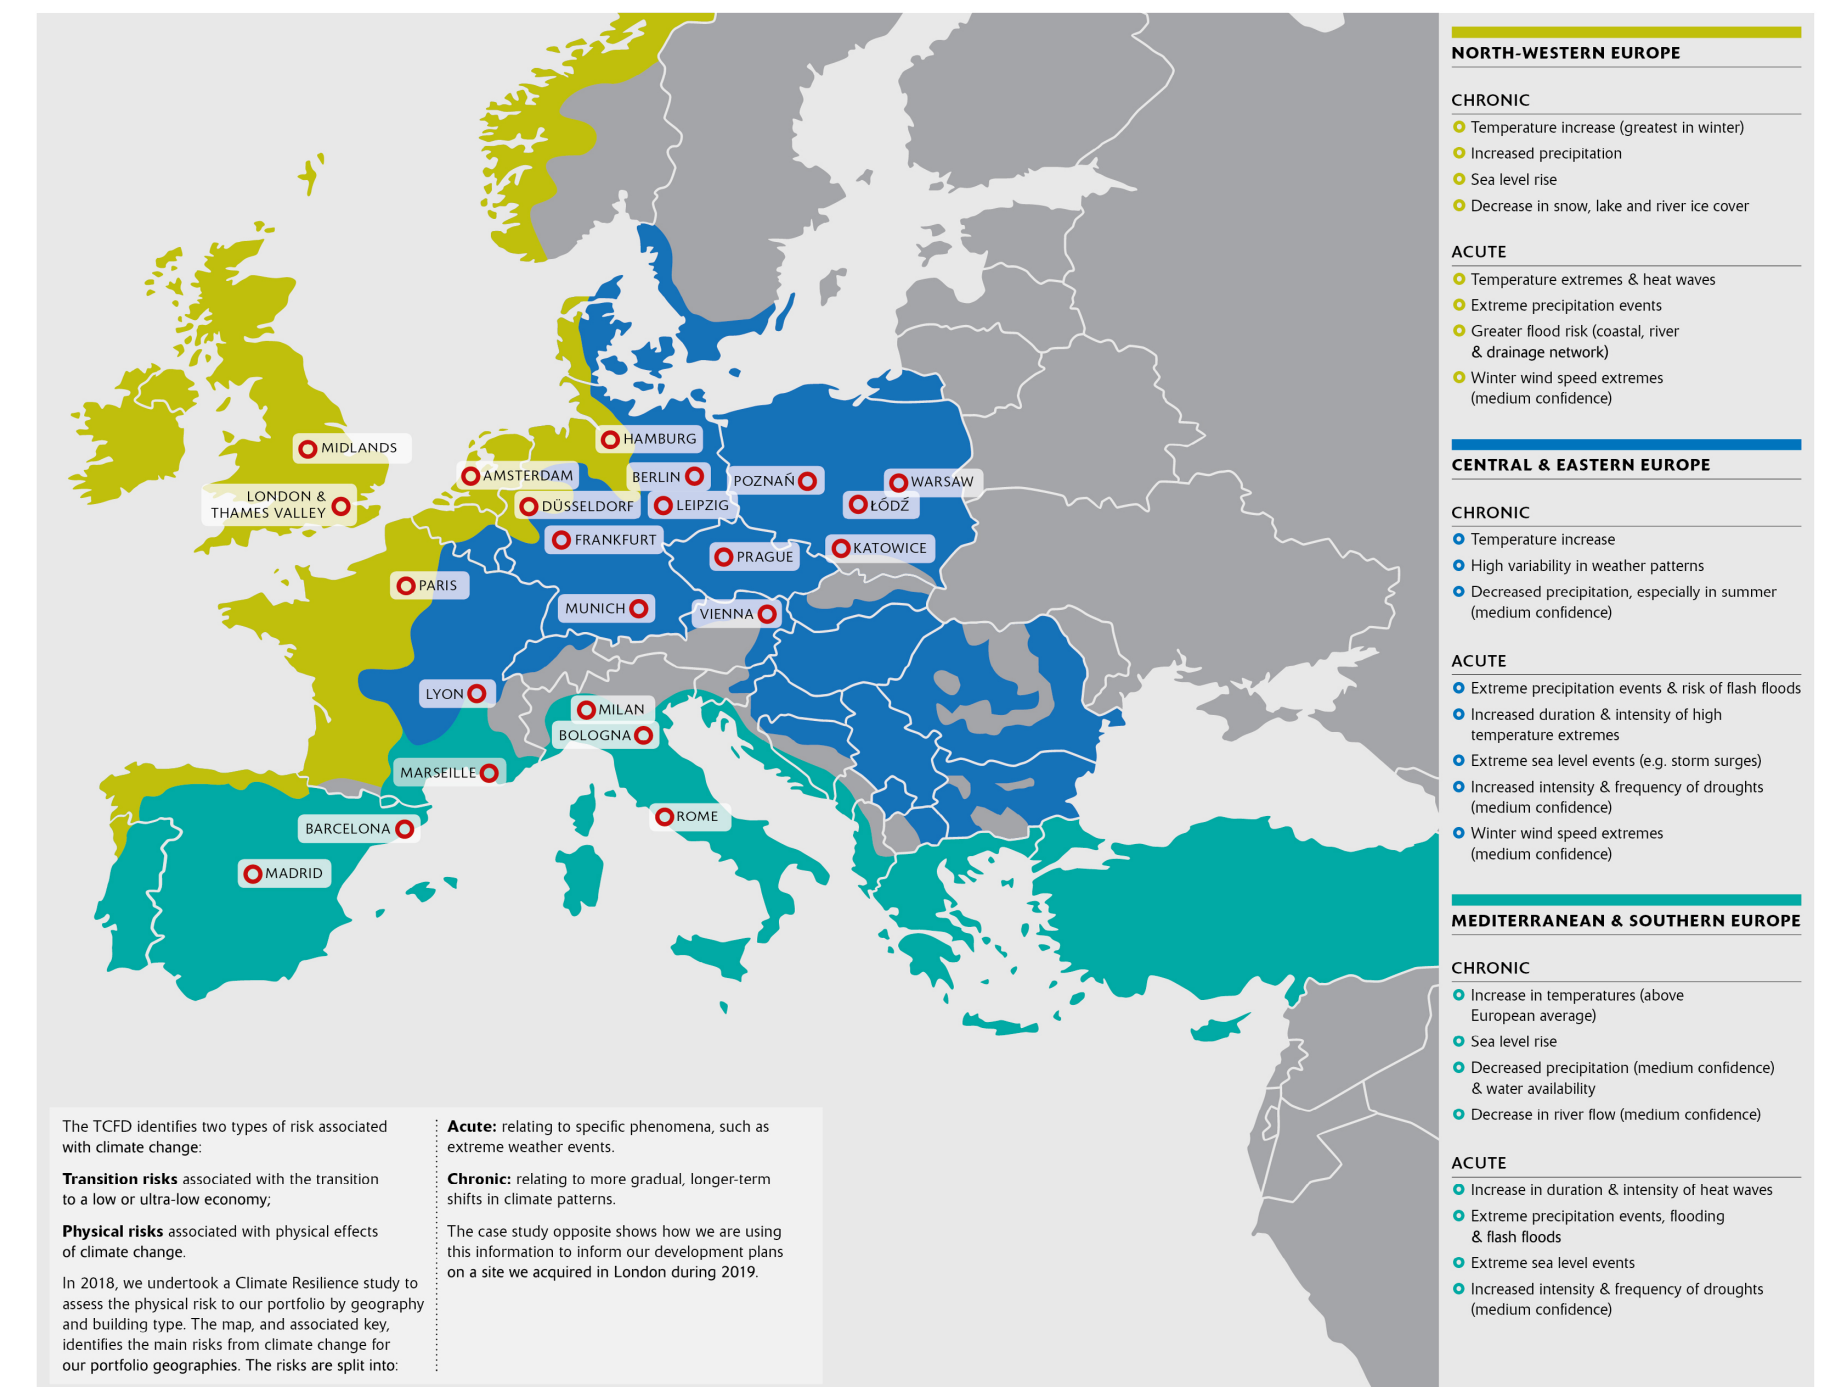 MIDLANDS
LONDON &
THAMES VALLEY
AMSTERDAM
HAMBURG
BERLIN
POZNAŃ
WARSAW
DÜSSELDORF
LEIPZIG
ŁÓDŹ
FRANKFURT
PRAGUE
KATOWICE
PARIS
MUNICH
VIENNA
LYON
MILAN
BOLOGNA
MARSEILLE
ROME
BARCELONA
MADRID
The TCFD identifies two types of risk associated
with climate change:
Transition risks associated with the transition
to a low or ultra-low economy;
Physical risks associated with physical effects
of climate change.
In 2018, we undertook a Climate Resilience study to
assess the physical risk to our portfolio by geography
and building type. The map, and associated key,
identifies the main risks from climate change for
our portfolio geographies. The risks are split into:
Acute: relating to specific phenomena, such as
extreme weather events.
Chronic: relating to more gradual, longer-term
shifts in climate patterns.
The case study opposite shows how we are using
this information to inform our development plans
on a site we acquired in London during 2019.
NORTH-WESTERN EUROPE
CHRONIC
Temperature increase (greatest in winter)
Increased precipitation
Sea level rise
Decrease in snow, lake and river ice cover
ACUTE
Temperature extremes & heat waves
Extreme precipitation events
Greater flood risk (coastal, river
& drainage network)
Winter wind speed extremes
(medium confidence)
CENTRAL & EASTERN EUROPE
CHRONIC
Temperature increase
High variability in weather patterns
Decreased precipitation, especially in summer
(medium confidence)
ACUTE
Extreme precipitation events & risk of flash floods
Increased duration & intensity of high
temperature extremes
Extreme sea level events (e.g. storm surges)
Increased intensity & frequency of droughts
(medium confidence)
Winter wind speed extremes
(medium confidence)
MEDITERRANEAN & SOUTHERN EUROPE
CHRONIC
Increase in temperatures (above
European average)
Sea level rise
Decreased precipitation (medium confidence)
& water availability
Decrease in river flow (medium confidence)
ACUTE
Increase in duration & intensity of heat waves
Extreme precipitation events, flooding
& flash floods
Extreme sea level events
Increased intensity & frequency of droughts
(medium confidence)